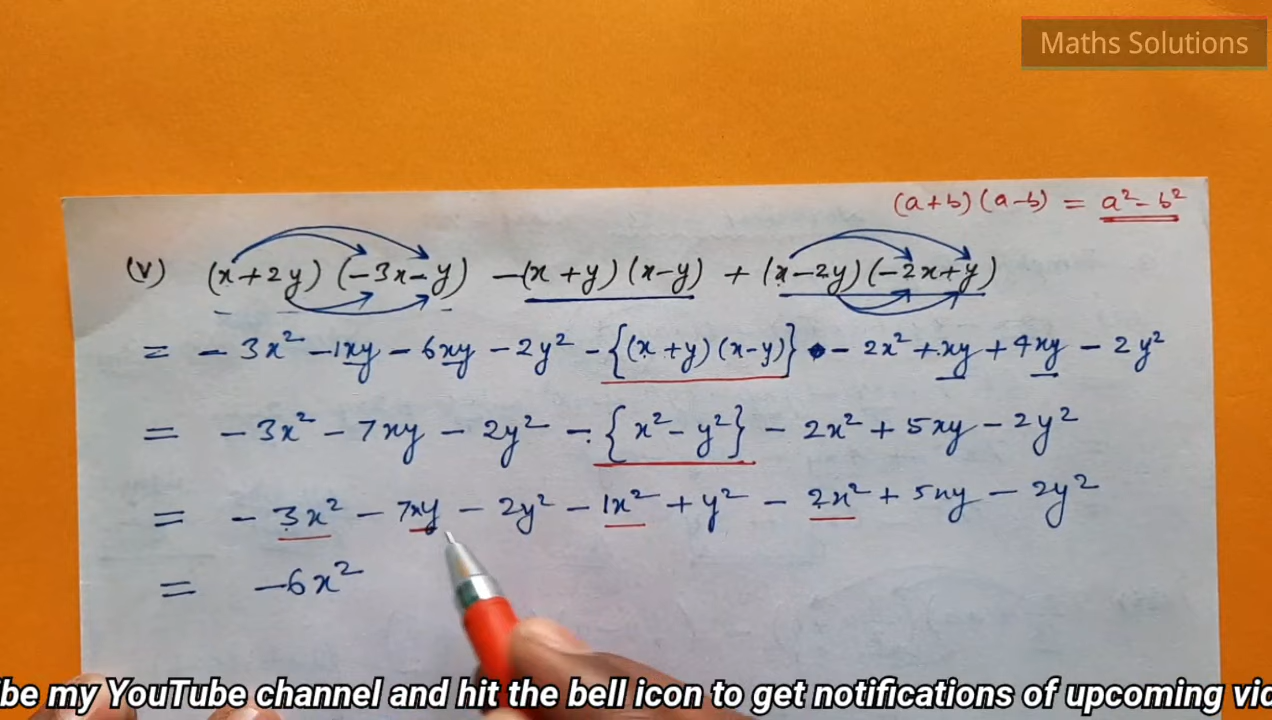 Maths Solutions
(a+b)(a-b) = a²-b²
(v) (x+2y)(-3x-y) -(x+y)(x-y) + (x-2y)(-2x+y)
= -3x² -1xy - 6xy - 2y² - {(x+y)(x-y)} - 2x² + xy + 4xy - 2y²
= -3x² - 7xy - 2y² - {x² - y²} - 2x² + 5xy - 2y²
= -3x² - 7xy - 2y² - 1x² + y² - 2x² + 5xy - 2y²
= -6x²
be my YouTube channel and hit the bell icon to get notifications of upcoming